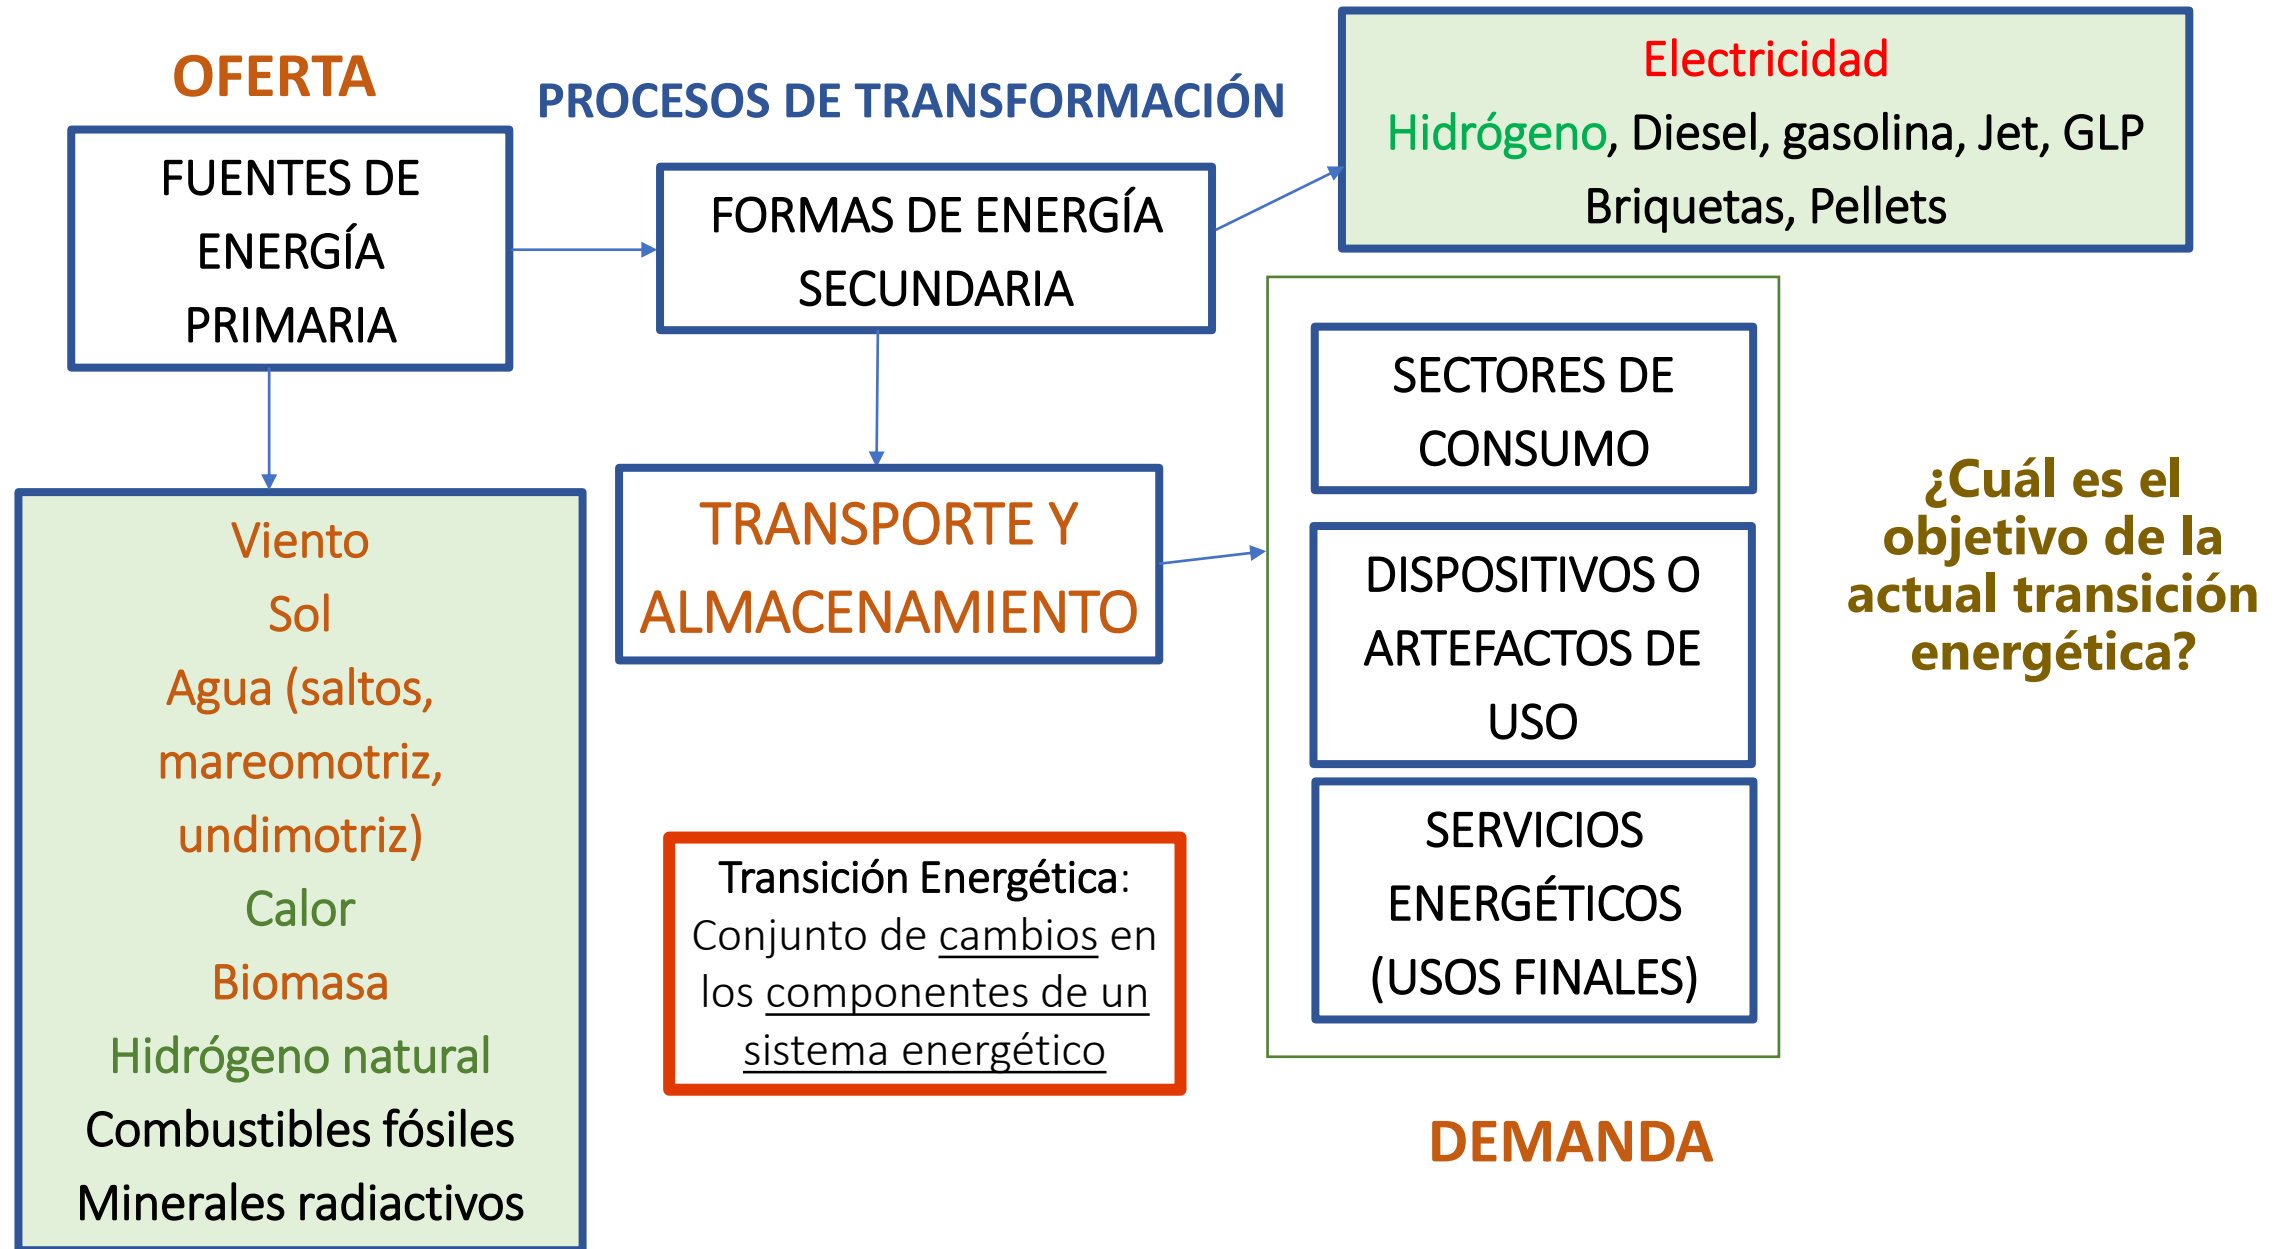 OFERTA
PROCESOS DE TRANSFORMACIÓN
FUENTES DE
ENERGÍA
PRIMARIA
FORMAS DE ENERGÍA
SECUNDARIA
Electricidad
Hidrógeno, Diesel, gasolina, Jet, GLP
Briquetas, Pellets
Viento
Sol
Agua (saltos,
mareomotriz,
undimotriz)
Calor
Biomasa
Hidrógeno natural
Combustibles fósiles
Minerales radiactivos
TRANSPORTE Y
ALMACENAMIENTO
Transición Energética:
Conjunto de cambios en
los componentes de un
sistema energético
SECTORES DE
CONSUMO
DISPOSITIVOS O
ARTEFACTOS DE
USO
SERVICIOS
ENERGÉTICOS
(USOS FINALES)
DEMANDA
¿Cuál es el
objetivo de la
actual transición
energética?